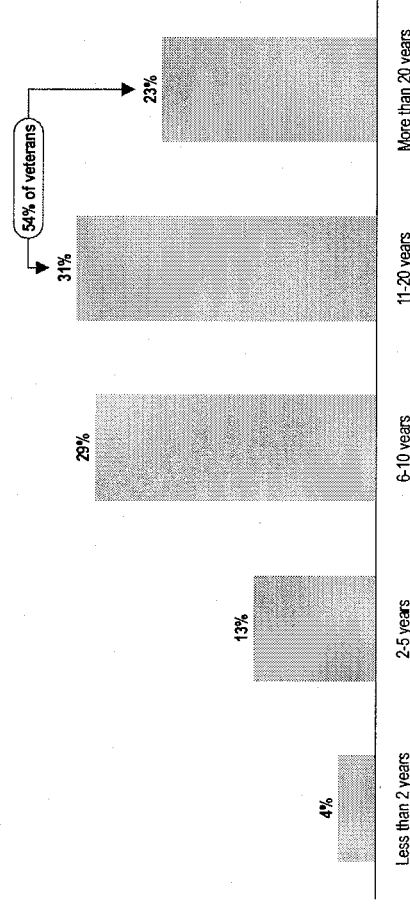 54% of veterans
4%
13%
29%
31%
23%
Less than 2 years
2-5 years
6-10 years
11-20 years
More than 20 years